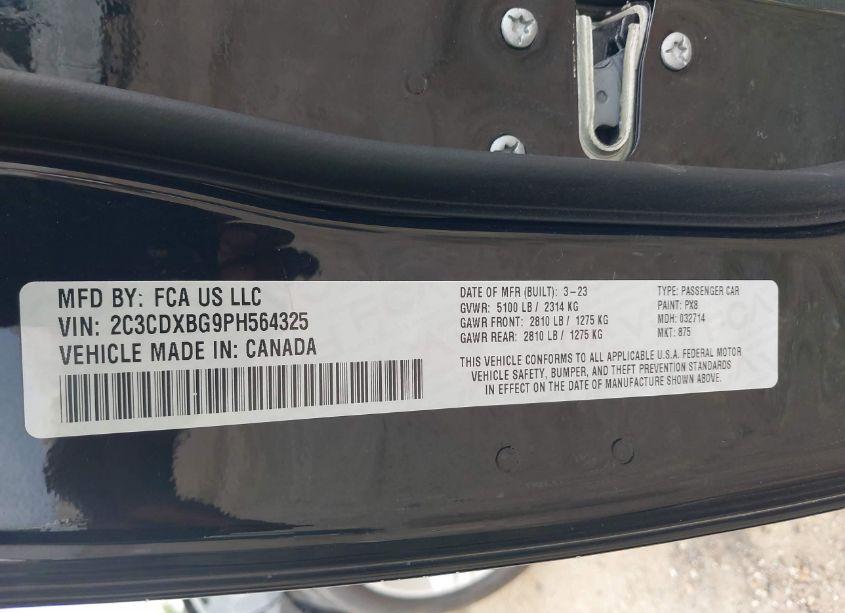 MFD BY: FCA US LLC
VIN: 2C3CDXBG9PH564325
VEHICLE MADE IN: CANADA
DATE OF MFR (BUILT): 3-23
GVWR: 5100 LB / 2314 KG
GAWR FRONT: 2810 LB / 1275 KG
GAWR REAR: 2810 LB / 1275 KG
TYPE: PASSENGER CAR
PAINT: PX8
MDH: 032714
MKT: 875
THIS VEHICLE CONFORMS TO ALL APPLICABLE U.S.A. FEDERAL MOTOR
VEHICLE SAFETY, BUMPER, AND THEFT PREVENTION STANDARDS
IN EFFECT ON THE DATE OF MANUFACTURE SHOWN ABOVE.